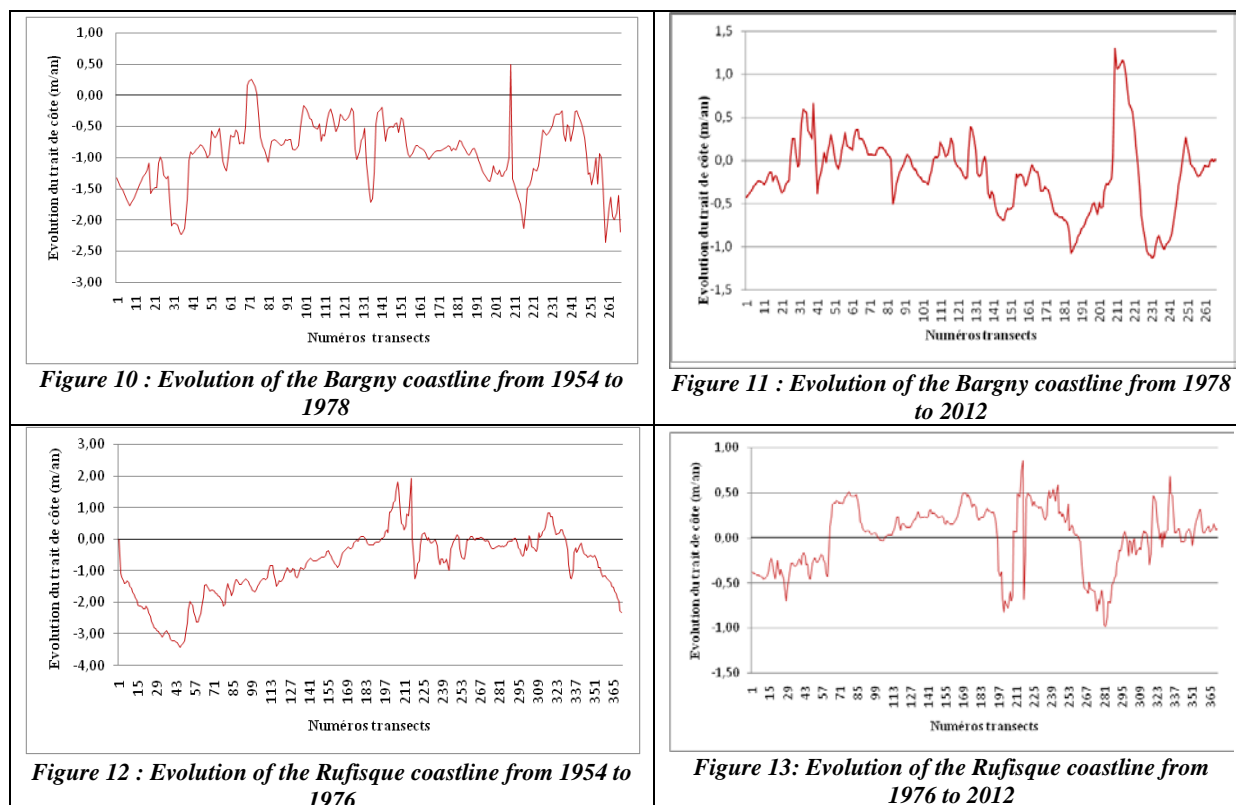 Evolution du trait de côte (m/an)
1,00
0,50
0,00
-0,50
-1,00
-1,50
-2,00
-2,50
-3,00
1 11 21 31 41 51 61 71 81 91 101 111 121 131 141 151 161 171 181 191 201 211 221 231 241 251 261
Numéros transects
Figure 10 : Evolution of the Bargny coastline from 1954 to
1978
Evolution du trait de côte (m/an)
1,5
1,0
0,5
0,0
-0,5
-1,0
-1,5
1 11 21 31 41 51 61 71 81 91 101 111 121 131 141 151 161 171 181 191 201 211 221 231 241 251 261
Numéros transects
Figure 11 : Evolution of the Bargny coastline from 1978
to 2012
Evolution du trait de côte (m/an)
3,00
2,00
1,00
0,00
-1,00
-2,00
-3,00
-4,00
1 15 29 43 57 71 85 99 113 127 141 155 169 183 197 211 225 239 253 267 281 295 309 323 337 351 365
Numéros transects
Figure 12 : Evolution of the Rufisque coastline from 1954 to
1976
Evolution du trait de côte (m/an)
1,00
0,50
0,00
-0,50
-1,00
-1,50
1 15 29 43 57 71 85 99 113 127 141 155 169 183 197 211 225 239 253 267 281 295 309 323 337 351 365
Numéros transects
Figure 13: Evolution of the Rufisque coastline from
1976 to 2012